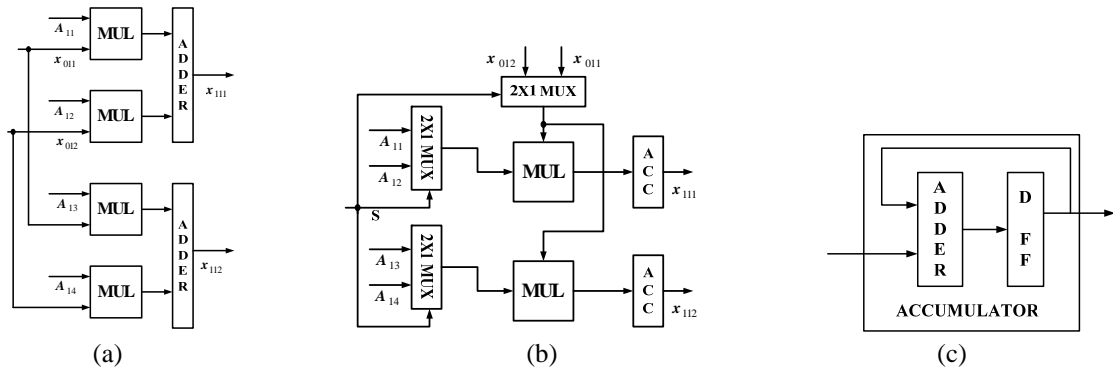 A11
MUL
x011
A12
MUL
x012
ADDER
x111
A13
MUL
A14
MUL
ADDER
x112
(a)
x012 x011
2X1 MUX
A11
A12
2X1 MUX
MUL
ACC
x111
S
A13
A14
2X1 MUX
MUL
ACC
x112
(b)
ADDER
D FF
ACCUMULATOR
(c)